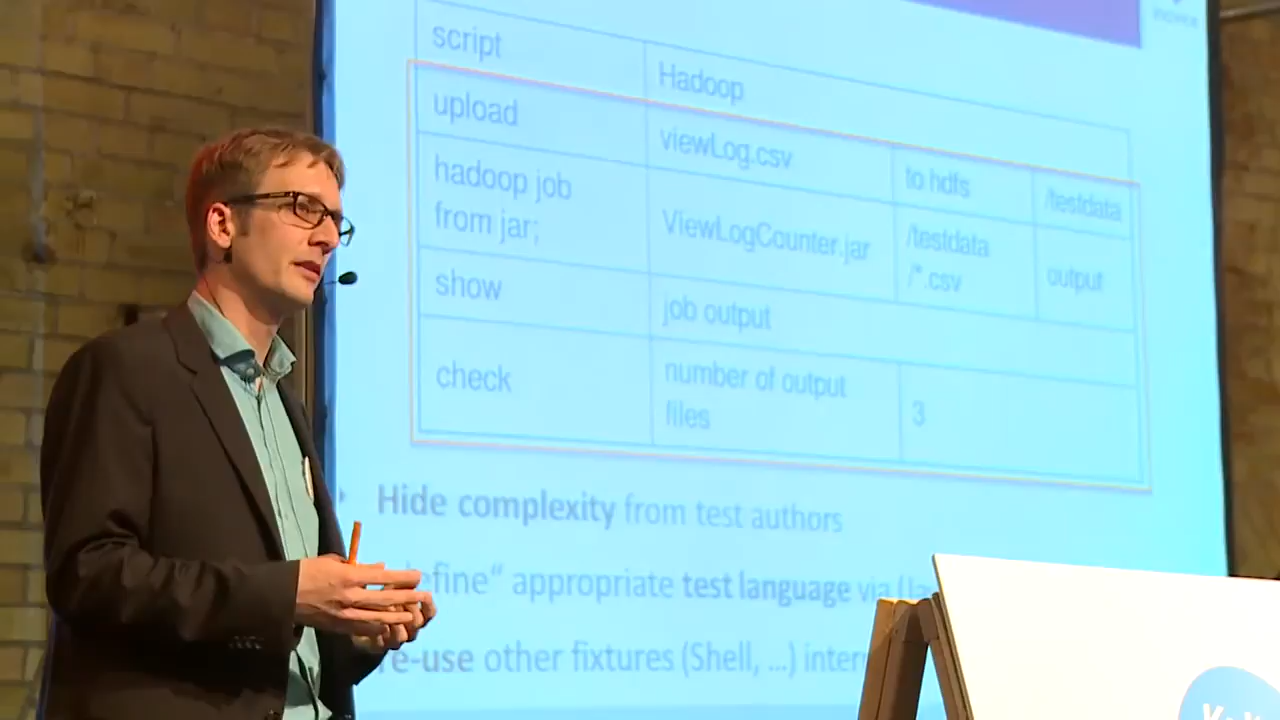 script Hadoop
upload viewLog.csv to hdfs /testdata
hadoop job from jar; ViewLogCounter.jar /testdata /*.csv output
show job output
check number of output files 3
Hide complexity from test authors
efine“ appropriate test language via
re-use other fixtures (Shell, ...)